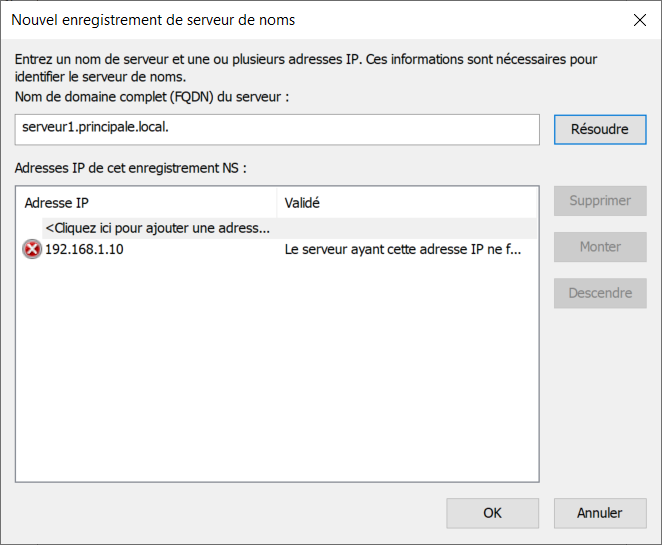 Nouvel enregistrement de serveur de noms
Entrez un nom de serveur et une ou plusieurs adresses IP. Ces informations sont nécessaires pour
identifier le serveur de noms.
Nom de domaine complet (FQDN) du serveur :
serveur1.principale.local.
Résoudre
Adresses IP de cet enregistrement NS :
Adresse IP Validé
<Cliquez ici pour ajouter une adress...
192.168.1.10 Le serveur ayant cette adresse IP ne f...
Supprimer
Monter
Descendre
OK Annuler